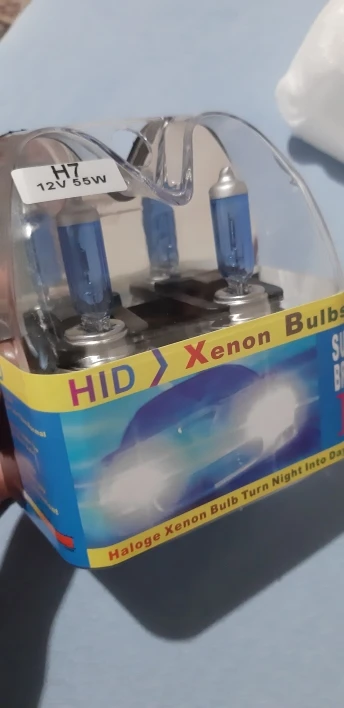 H7
12V 55W
HID > Xenon Bulbs
Haloge Xenon Bulb Turn Night Into Day